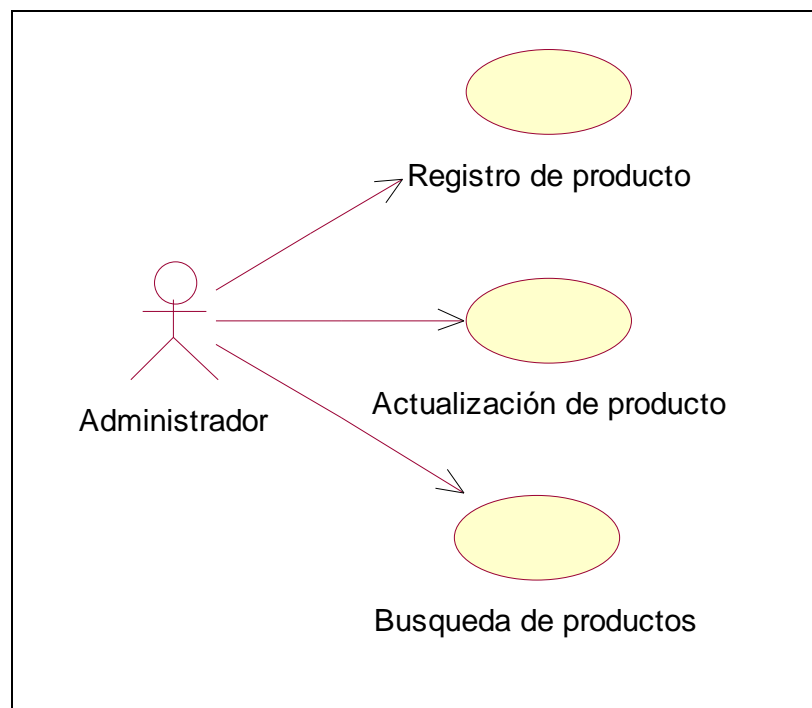 Registro de producto
Administrador
Actualización de producto
Busqueda de productos